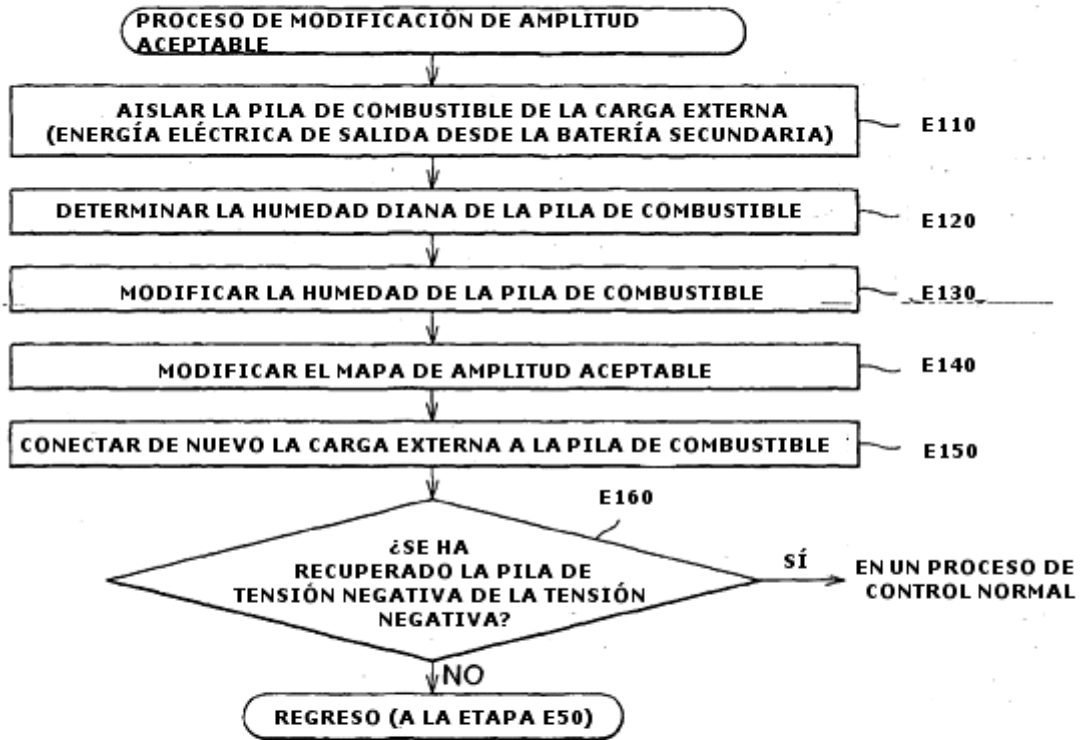 PROCESO DE MODIFICACIÓN DE AMPLITUD
ACEPTABLE
AISLAR LA PILA DE COMBUSTIBLE DE LA CARGA EXTERNA
(ENERGÍA ELÉCTRICA DE SALIDA DESDE LA BATERÍA SECUNDARIA)
E110
DETERMINAR LA HUMEDAD DIANA DE LA PILA DE COMBUSTIBLE
E120
MODIFICAR LA HUMEDAD DE LA PILA DE COMBUSTIBLE
E130
MODIFICAR EL MAPA DE AMPLITUD ACEPTABLE
E140
CONECTAR DE NUEVO LA CARGA EXTERNA A LA PILA DE COMBUSTIBLE
E150
E160
¿SE HA
RECUPERADO LA PILA DE
TENSIÓN NEGATIVA DE LA TENSIÓN
NEGATIVA?
SÍ
EN UN PROCESO DE
CONTROL NORMAL
NO
REGRESO (A LA ETAPA E50)